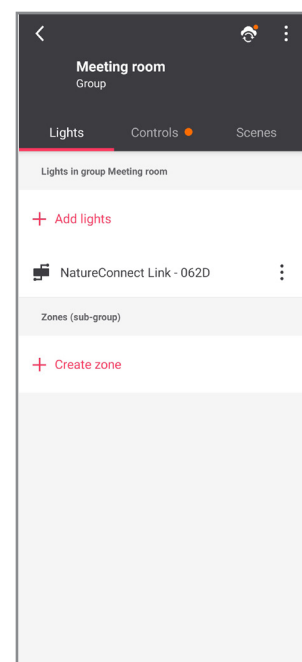 Meeting room
Group
Lights Controls Scenes
Lights in group Meeting room
+ Add lights
NatureConnect Link - 062D
Zones (sub-group)
+ Create zone